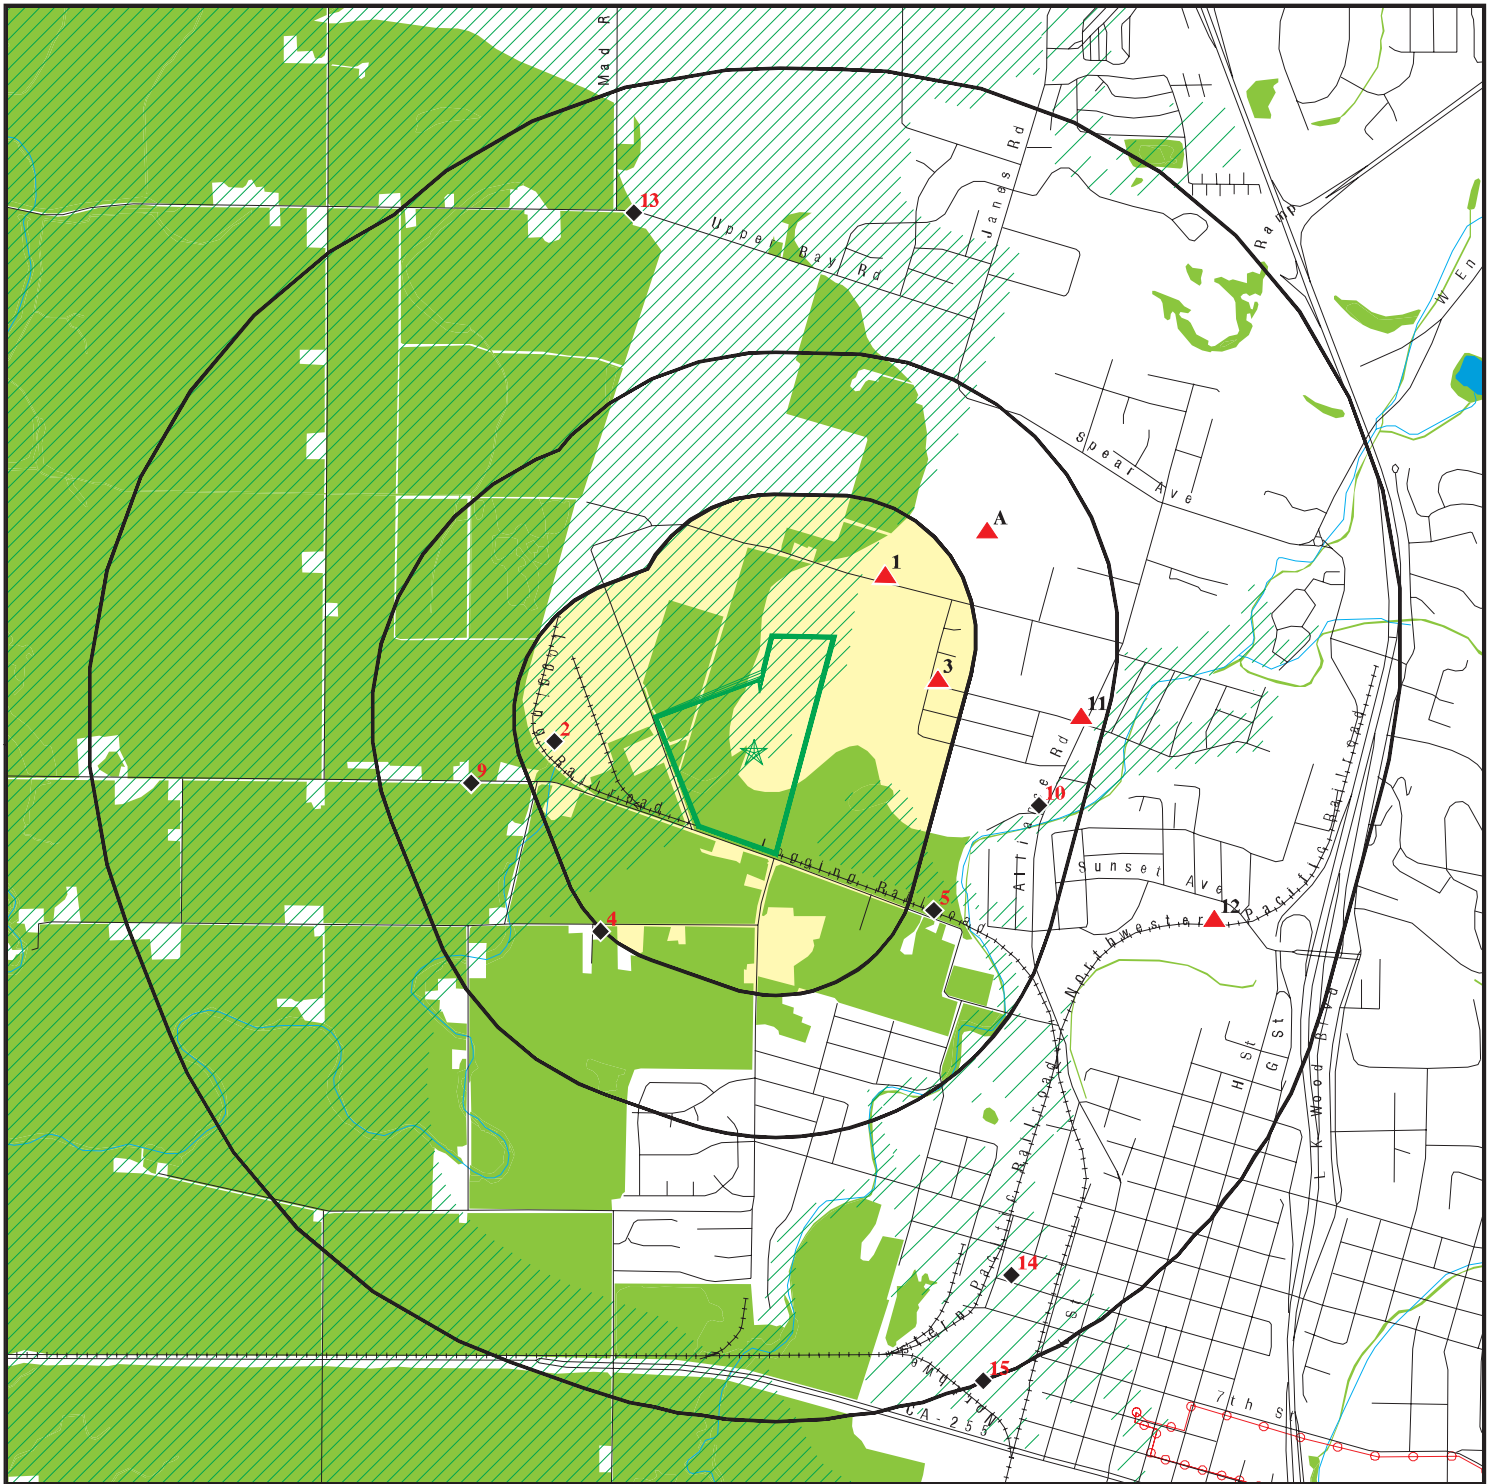 Mad R
Janes Rd
13
Upper Bay Rd
Ramp
W En
Spear Ave
A
1
3
11
Logging Railroad
2
9
10
Alliance Rd
Logging Railroad
Sunset Ave
5
12
4
Northwestern Pacific Railroad
H St
G St
L K Wood Blvd
14
15
7th St
CA-255